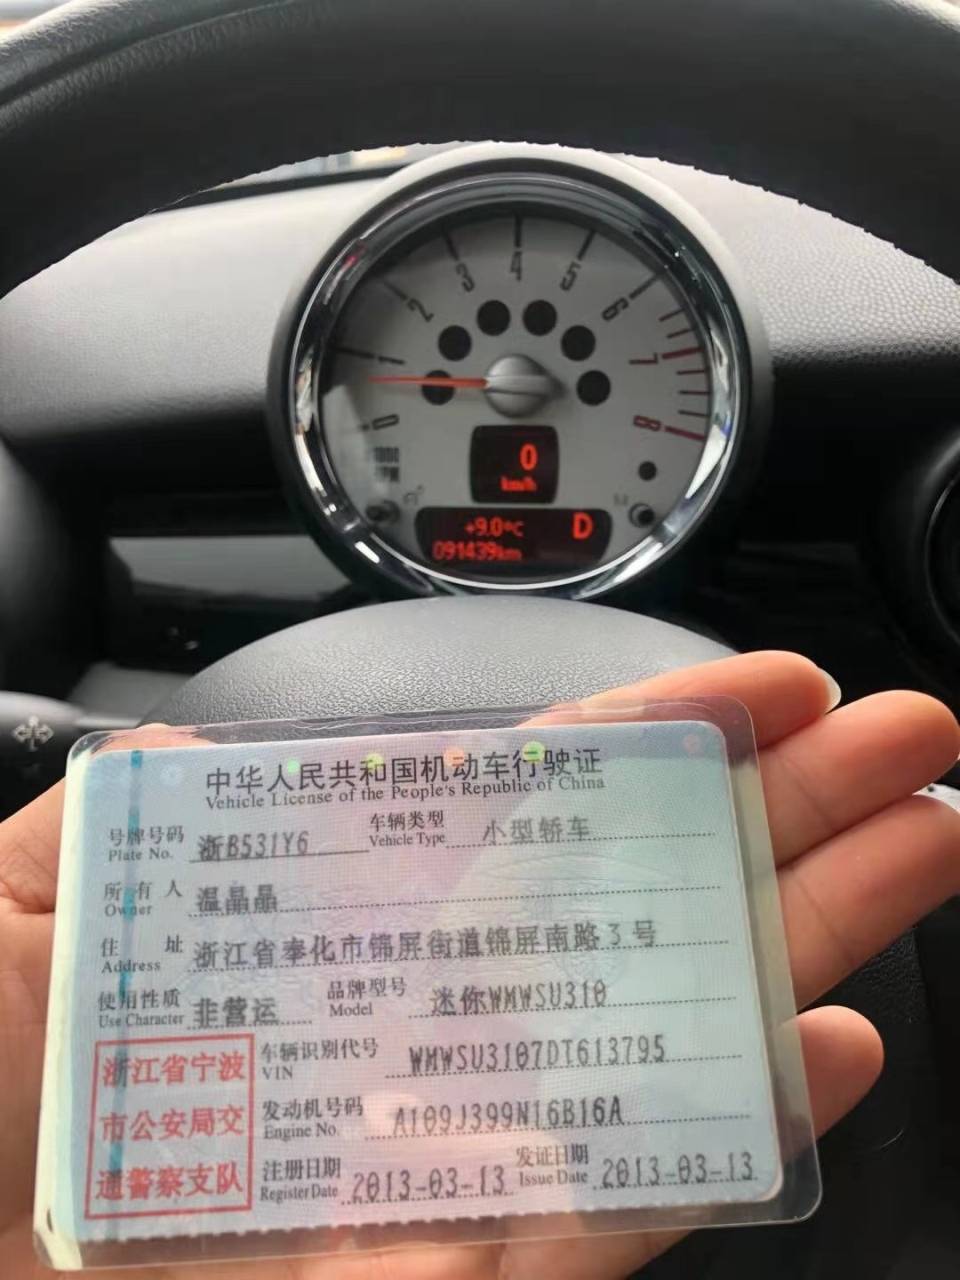 4
3
5
2
6
1
7
0
8
0
km/h
+9.0°C D
091439km
中华人民共和国机动车行驶证
Vehicle License of the People's Republic of China
号牌号码 浙B531Y6 车辆类型 小型轿车
Plate No. Vehicle Type
所有人 温晶晶
Owner
住址 浙江省奉化市锦屏街道锦屏南路3号
Address
使用性质 非营运 品牌型号 迷你WMWSU310
Use Character Model
浙江省宁波
市公安局交
通警察支队
车辆识别代号 WMWSU3107DT613795
VIN
发动机号码 A109J399N16B16A
Engine No.
注册日期 2013-03-13 发证日期 2013-03-13
Register Date Issue Date